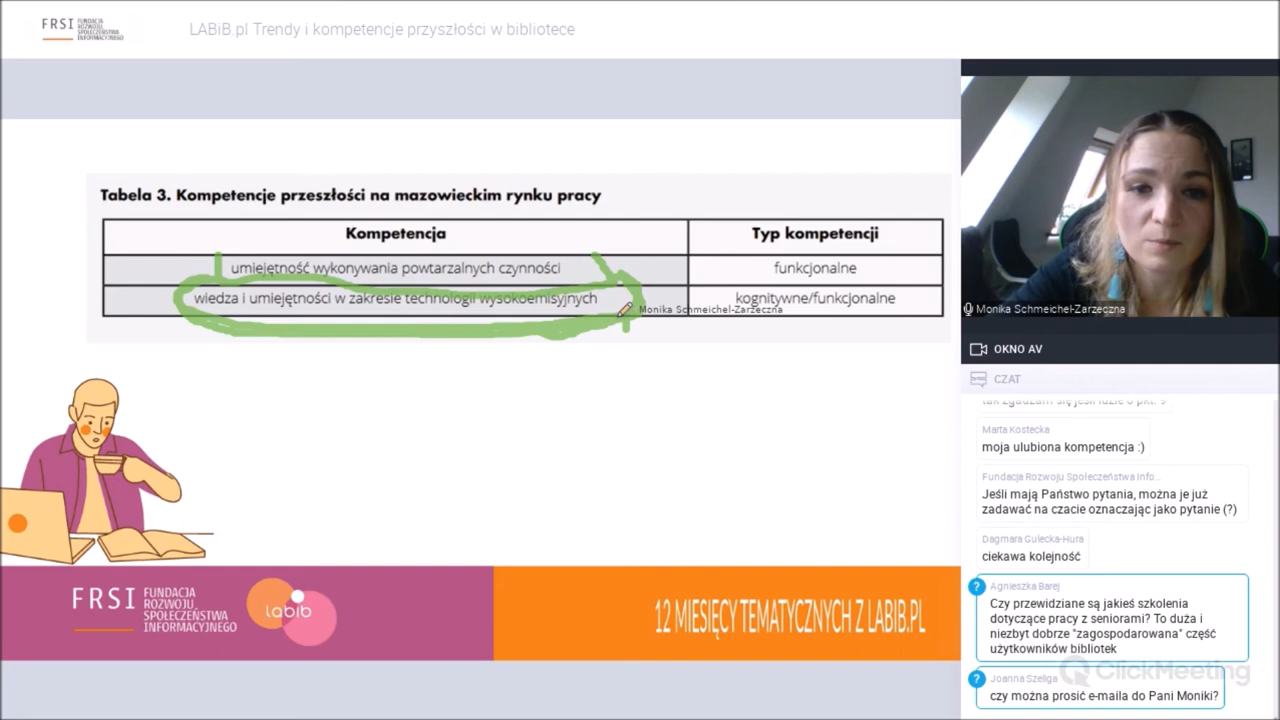 FRSI FUNDACJA
ROZWOJU
SPOŁECZEŃSTWA
INFORMACYJNEGO
LABiB.pl Trendy i kompetencje przyszłości w bibliotece
Tabela 3. Kompetencje przeszłości na mazowieckim rynku pracy
Kompetencja Typ kompetencji
umiejętność wykonywania powtarzalnych czynności funkcjonalne
wiedza i umiejętności w zakresie technologii wysokoemisyjnych kognitywne/funkcjonalne
Monika Schmeichel-Zarzeczna
FRSI FUNDACJA
ROZWOJU
SPOŁECZEŃSTWA
INFORMACYJNEGO
labib
12 MIESIĘCY TEMATYCZNYCH Z LABIB.PL
Monika Schmeichel-Zarzeczna
OKNO AV
CZAT
Marta Kostecka
moja ulubiona kompetencja :)
Fundacja Rozwoju Społeczeństwa Info...
Jeśli mają Państwo pytania, można je już
zadawać na czacie oznaczając jako pytanie (?)
Dagmara Gulecka-Hura
ciekawa kolejność
?
Agnieszka Barej
Czy przewidziane są jakieś szkolenia
dotyczące pracy z seniorami? To duża i
niezbyt dobrze "zagospodarowana" część
użytkowników bibliotek
ClickMeeting
?
Joanna Szeliga
czy można prosić e-maila do Pani Moniki?